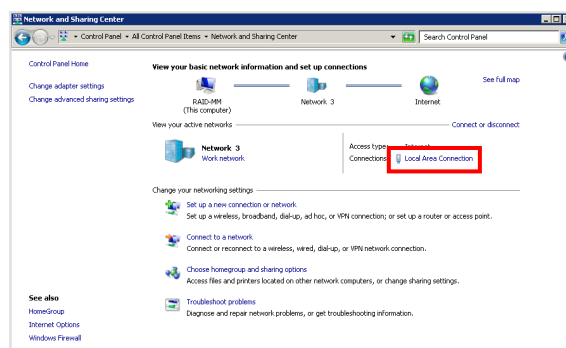 Network and Sharing Center
Control Panel
All Control Panel Items
Network and Sharing Center
Search Control Panel
Control Panel Home
Change adapter settings
Change advanced sharing settings
See also
HomeGroup
Internet Options
Windows Firewall
View your basic network information and set up connections
See full map
RAID-MM
(This computer)
Network 3
Internet
View your active networks
Connect or disconnect
Network 3
Work network
Access type: Internet
Connections: Local Area Connection
Change your networking settings
Set up a new connection or network
Set up a wireless, broadband, dial-up, ad hoc, or VPN connection; or set up a router or access point.
Connect to a network
Connect or reconnect to a wireless, wired, dial-up, or VPN network connection.
Choose homegroup and sharing options
Access files and printers located on other network computers, or change sharing settings.
Troubleshoot problems
Diagnose and repair network problems, or get troubleshooting information.